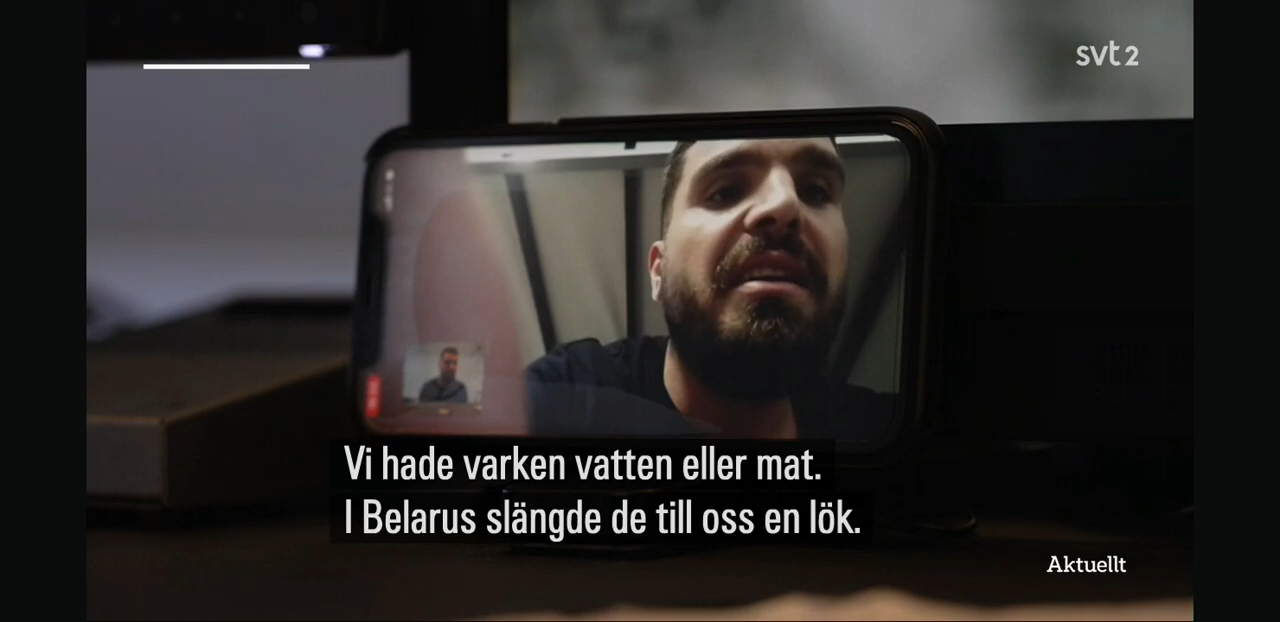 svt2
Vi hade varken vatten eller mat.
I Belarus slängde de till oss en lök.
Aktuellt